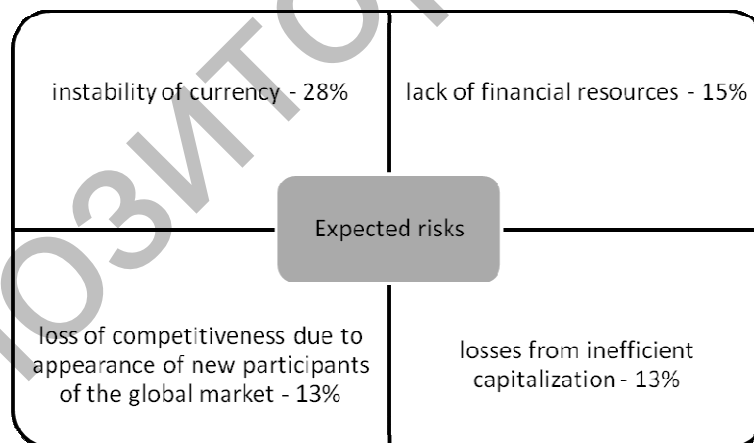 instability of currency - 28%
lack of financial resources - 15%
Expected risks
loss of competitiveness due to
appearance of new participants
of the global market - 13%
losses from inefficient
capitalization - 13%